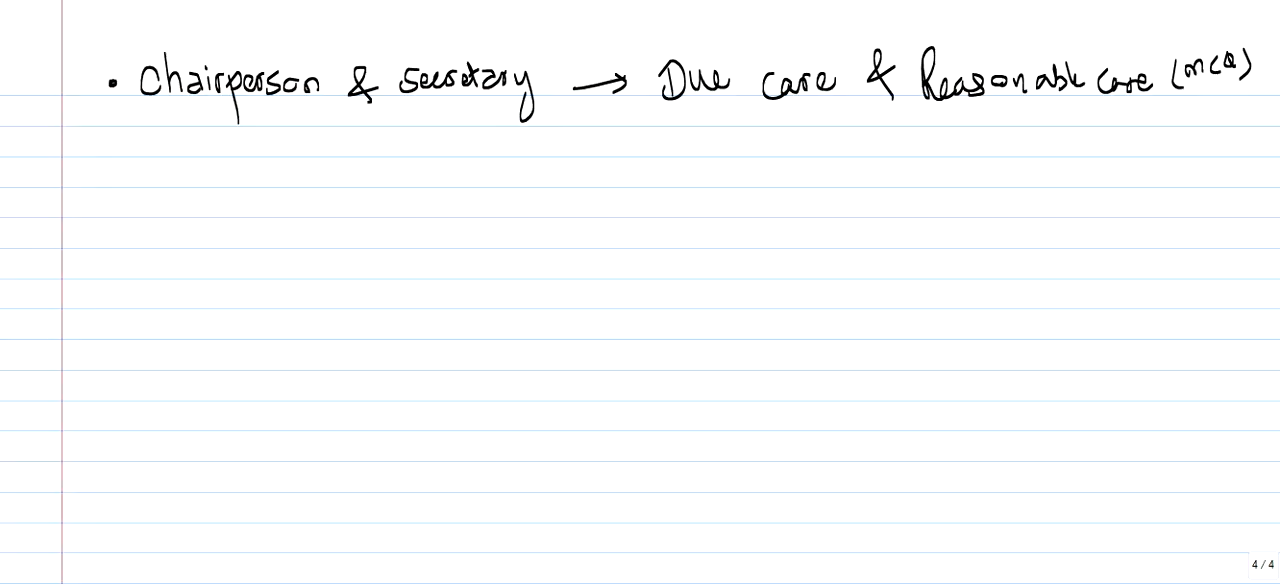 • Chairperson & secretary → Due care & Reasonable care (mcq)
4 / 4